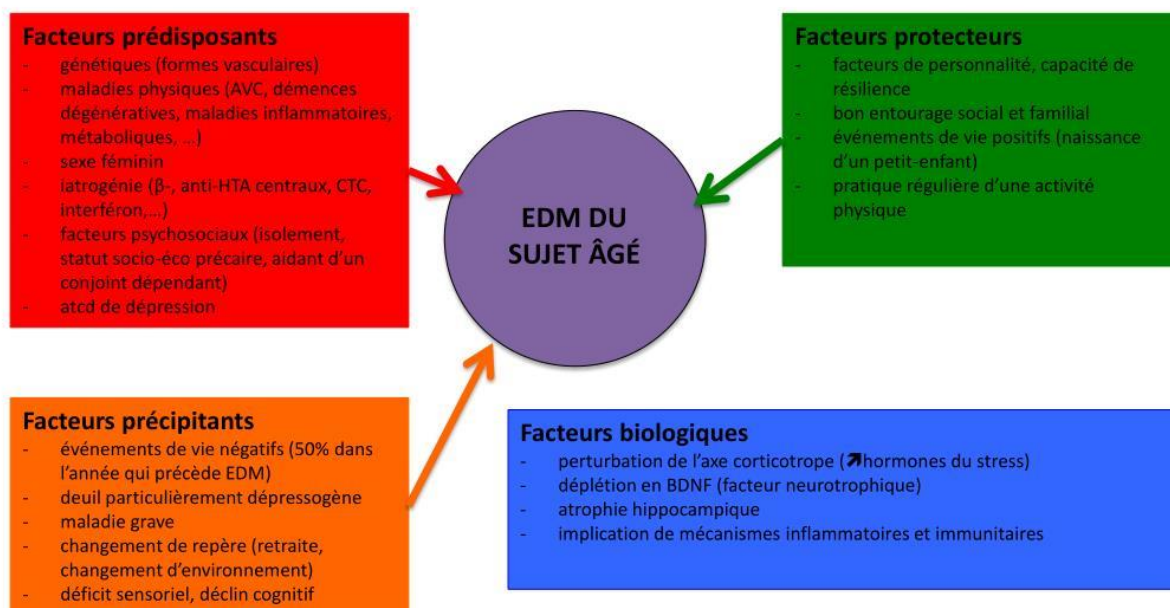 Facteurs prédisposants
- génétiques (formes vasculaires)
- maladies physiques (AVC, démences
dégénératives, maladies inflammatoires,
métaboliques, ...)
- sexe féminin
- iatrogénie (β-, anti-HTA centraux, CTC,
interféron,...)
- facteurs psychosociaux (isolement,
statut socio-éco précaire, aidant d'un
conjoint dépendant)
- atcd de dépression
Facteurs protecteurs
- facteurs de personnalité, capacité de
résilience
- bon entourage social et familial
- événements de vie positifs (naissance
d'un petit-enfant)
- pratique régulière d'une activité
physique
EDM DU
SUJET ÂGÉ
Facteurs précipitants
- événements de vie négatifs (50% dans
l'année qui précède EDM)
- deuil particulièrement dépressogène
- maladie grave
- changement de repère (retraite,
changement d'environnement)
- déficit sensoriel, déclin cognitif
Facteurs biologiques
- perturbation de l'axe corticotrope (↗hormones du stress)
- déplétion en BDNF (facteur neurotrophique)
- atrophie hippocampique
- implication de mécanismes inflammatoires et immunitaires